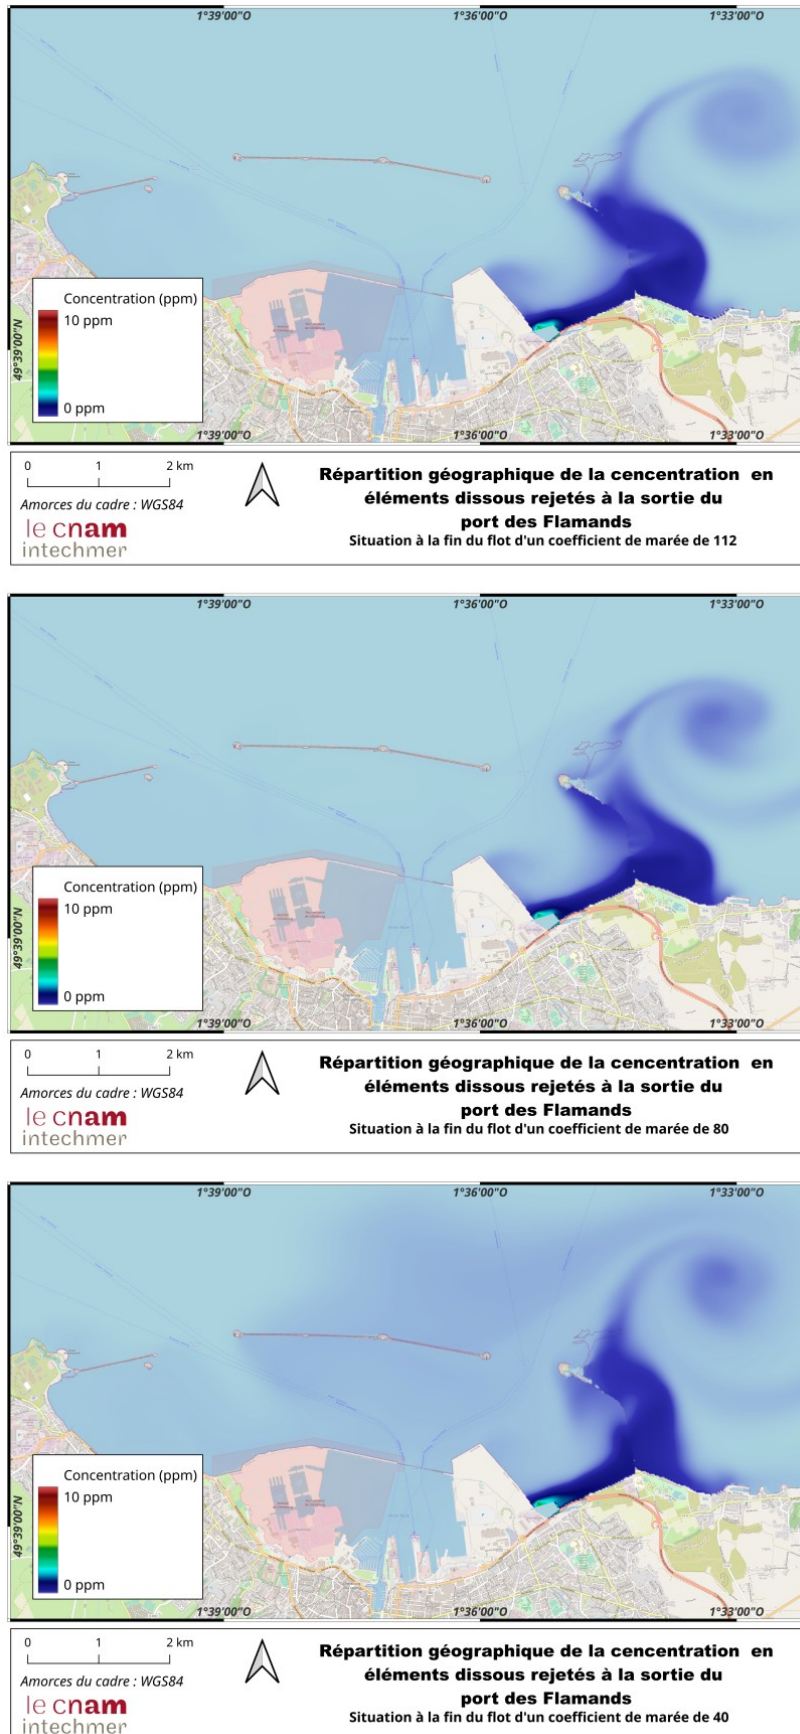 1°39'00"O
1°36'00"O
1°33'00"O
Concentration (ppm)
10 ppm
0 ppm
49°39'00"N
1°39'00"O
1°36'00"O
1°33'00"O
0 1 2 km
Amorces du cadre : WGS84
le cnam
intechmer
Répartition géographique de la cencentration en
éléments dissous rejetés à la sortie du
port des Flamands
Situation à la fin du flot d'un coefficient de marée de 112
1°39'00"O
1°36'00"O
1°33'00"O
Concentration (ppm)
10 ppm
0 ppm
49°39'00"N
1°39'00"O
1°36'00"O
1°33'00"O
0 1 2 km
Amorces du cadre : WGS84
le cnam
intechmer
Répartition géographique de la cencentration en
éléments dissous rejetés à la sortie du
port des Flamands
Situation à la fin du flot d'un coefficient de marée de 80
1°39'00"O
1°36'00"O
1°33'00"O
Concentration (ppm)
10 ppm
0 ppm
49°39'00"N
1°39'00"O
1°36'00"O
1°33'00"O
0 1 2 km
Amorces du cadre : WGS84
le cnam
intechmer
Répartition géographique de la cencentration en
éléments dissous rejetés à la sortie du
port des Flamands
Situation à la fin du flot d'un coefficient de marée de 40